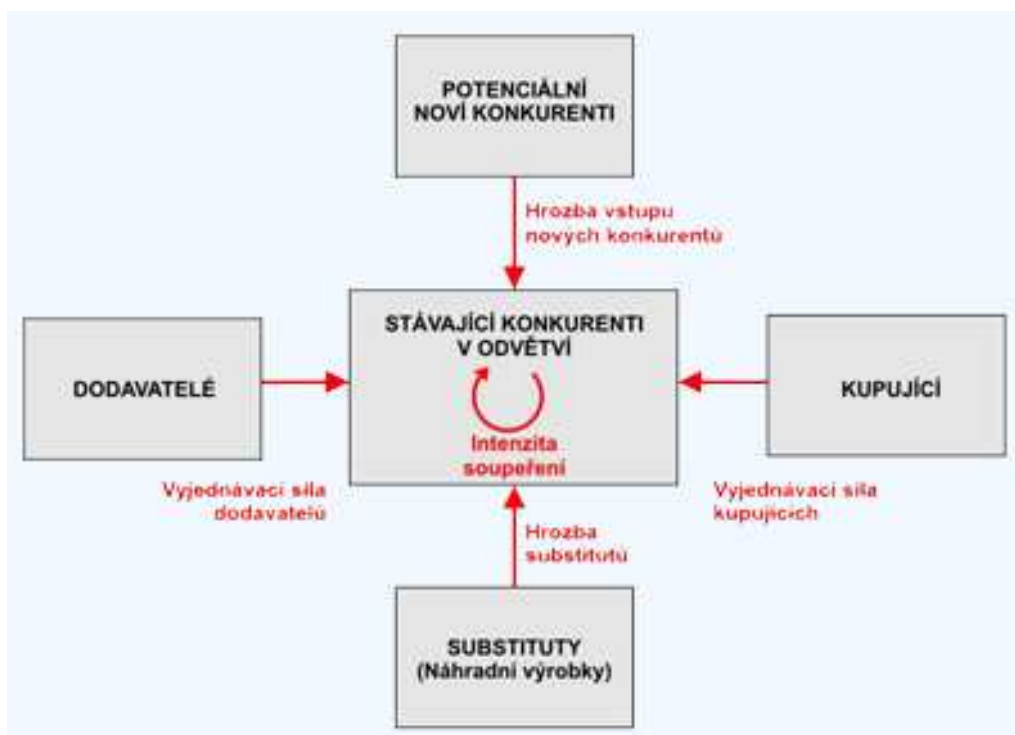 POTENCIÁLNÍ
NOVÍ KONKURENTI
Hrozba vstupu
nových konkurentů
STÁVAJÍCÍ KONKURENTI
V ODVĚTVÍ
Intenzita
soupeření
DODAVATELÉ
Vyjednávací síla
dodavatelů
KUPUJÍCÍ
Vyjednávací síla
kupujících
Hrozba
substitutů
SUBSTITUTY
(Náhradní výrobky)